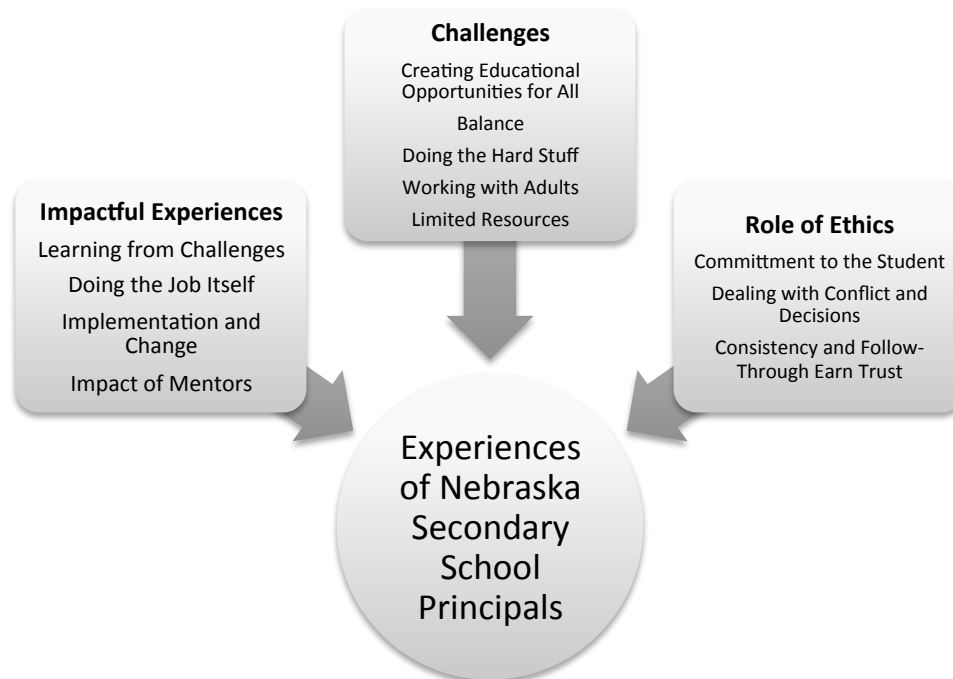 Challenges
Creating Educational
Opportunities for All
Balance
Doing the Hard Stuff
Working with Adults
Limited Resources
Impactful Experiences
Learning from Challenges
Doing the Job Itself
Implementation and
Change
Impact of Mentors
Role of Ethics
Committment to the Student
Dealing with Conflict and
Decisions
Consistency and Follow-
Through Earn Trust
Experiences
of Nebraska
Secondary
School
Principals